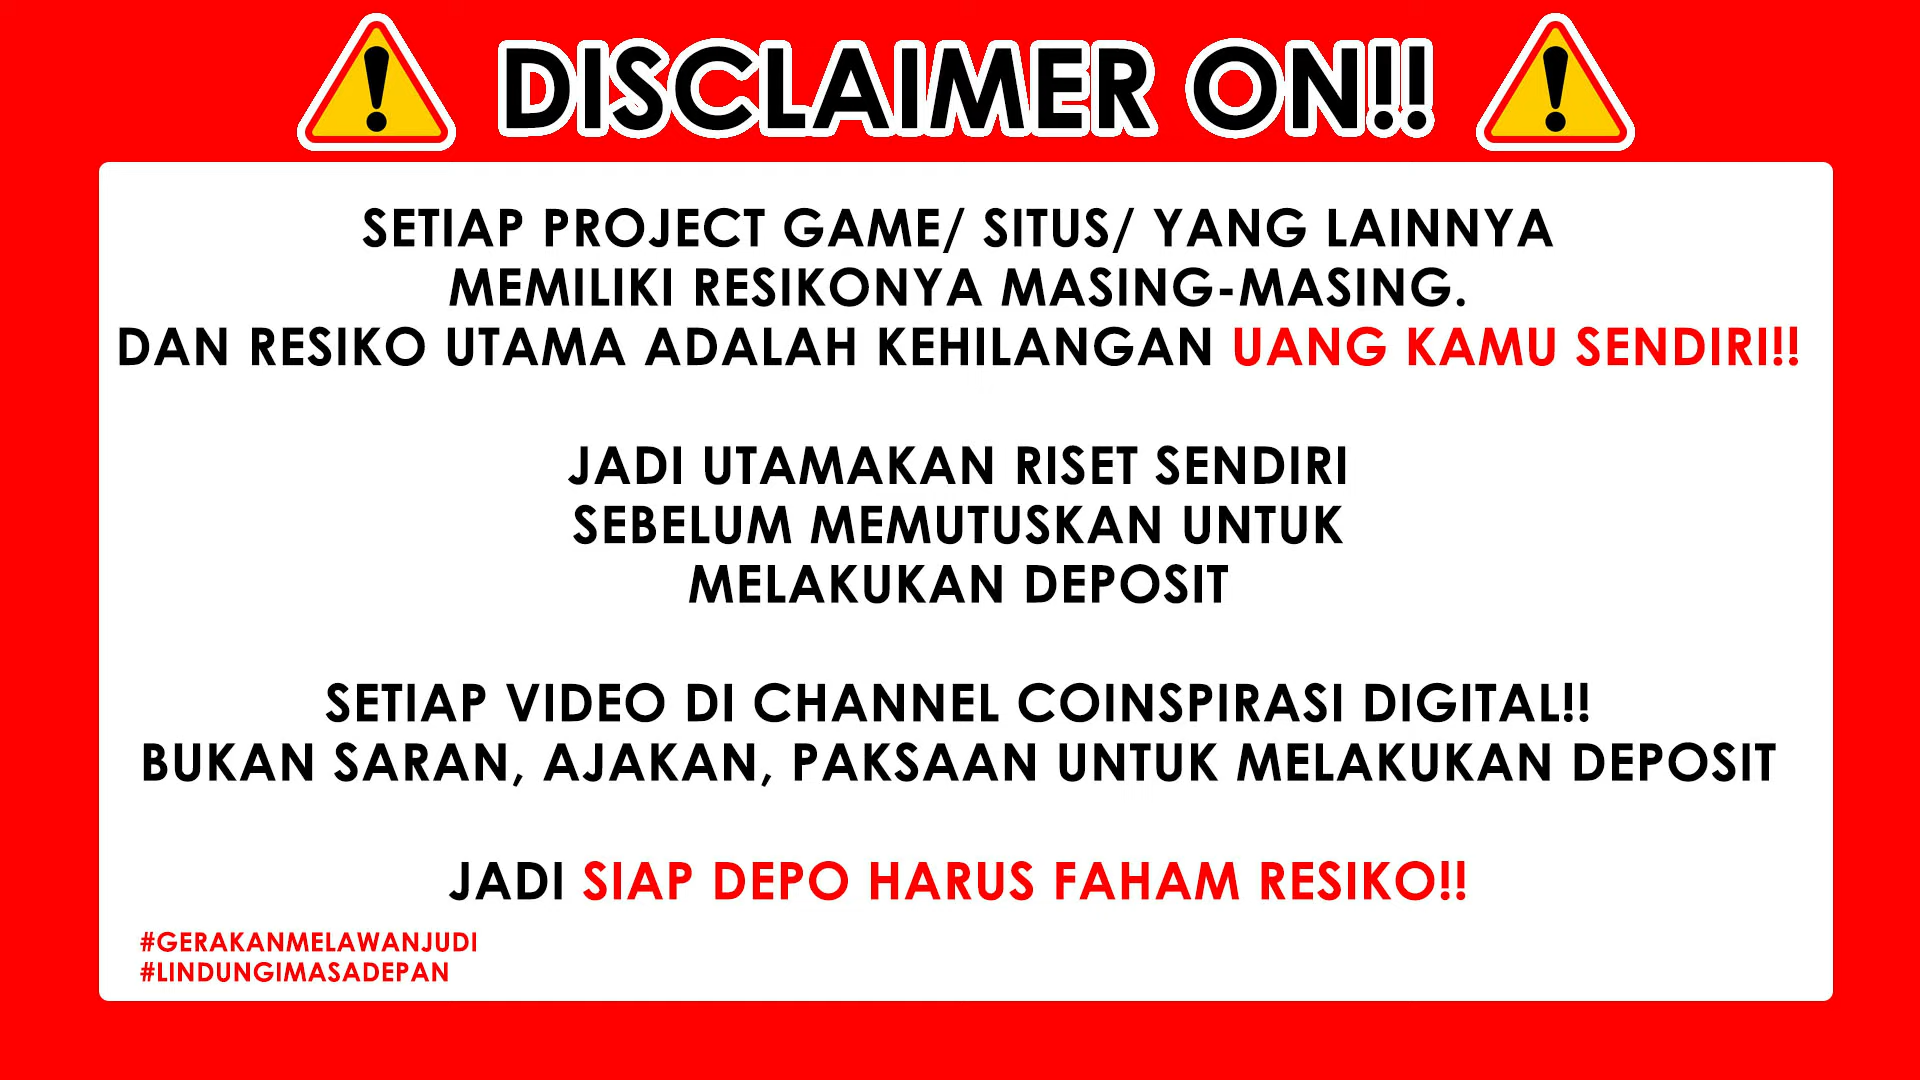 DISCLAIMER ON!!
SETIAP PROJECT GAME/ SITUS/ YANG LAINNYA
MEMILIKI RESIKONYA MASING-MASING.
DAN RESIKO UTAMA ADALAH KEHILANGAN UANG KAMU SENDIRI!!
JADI UTAMAKAN RISET SENDIRI
SEBELUM MEMUTUSKAN UNTUK
MELAKUKAN DEPOSIT
SETIAP VIDEO DI CHANNEL COINSPIRASI DIGITAL!!
BUKAN SARAN, AJAKAN, PAKSAAN UNTUK MELAKUKAN DEPOSIT
JADI SIAP DEPO HARUS FAHAM RESIKO!!
#GERAKANMELAWANJUDI
#LINDUNGIMASADEPAN